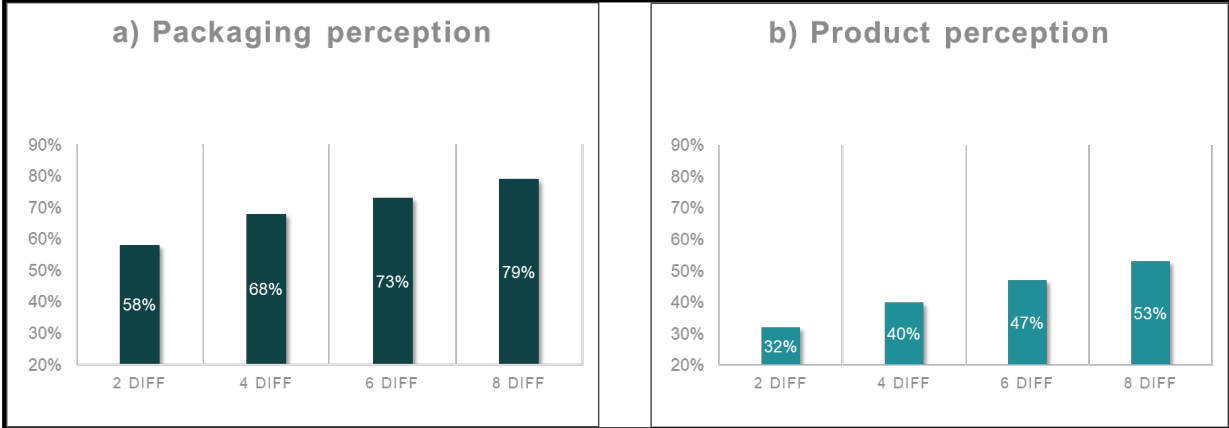 a) Packaging perception
90%
80%
70%
60%
50%
40%
30%
20%
58%
68%
73%
79%
2 DIFF
4 DIFF
6 DIFF
8 DIFF
b) Product perception
90%
80%
70%
60%
50%
40%
30%
20%
32%
40%
47%
53%
2 DIFF
4 DIFF
6 DIFF
8 DIFF